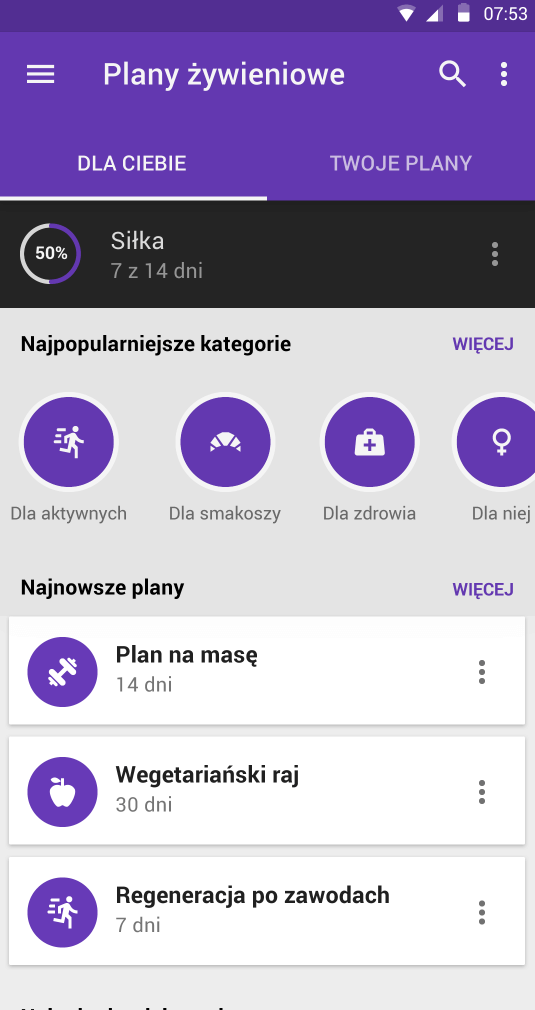 07:53
Plany żywieniowe
DLA CIEBIE
TWOJE PLANY
50%
Siłka
7 z 14 dni
Najpopularniejsze kategorie
WIĘCEJ
Dla aktywnych
Dla smakoszy
Dla zdrowia
Dla niej
Najnowsze plany
WIĘCEJ
Plan na masę
14 dni
Wegetariański raj
30 dni
Regeneracja po zawodach
7 dni